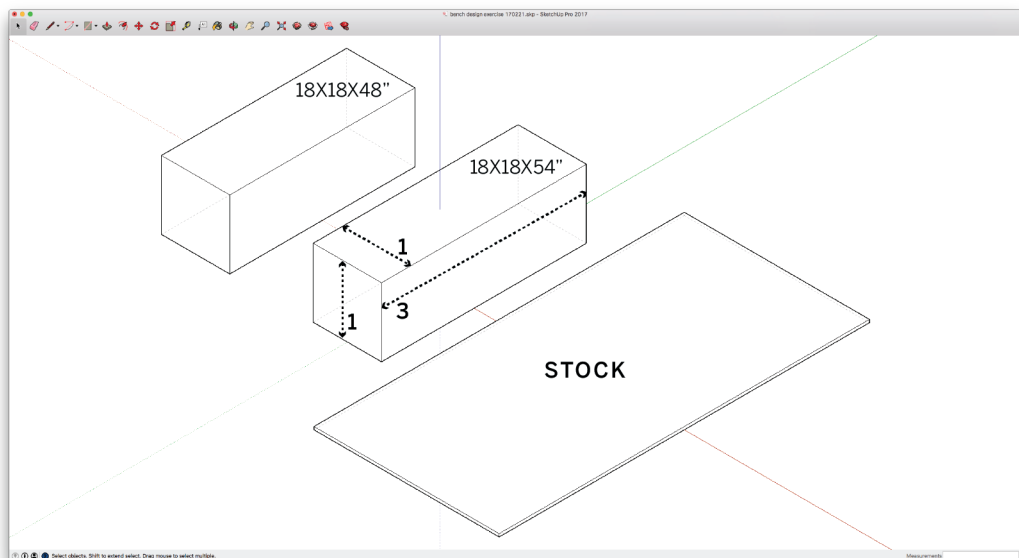 bench design exercise 170221.skp - SketchUp Pro 2017
18X18X48"
18X18X54"
1
1
3
STOCK
Select objects. Shift to extend select. Drag mouse to select multiple.
Measurements